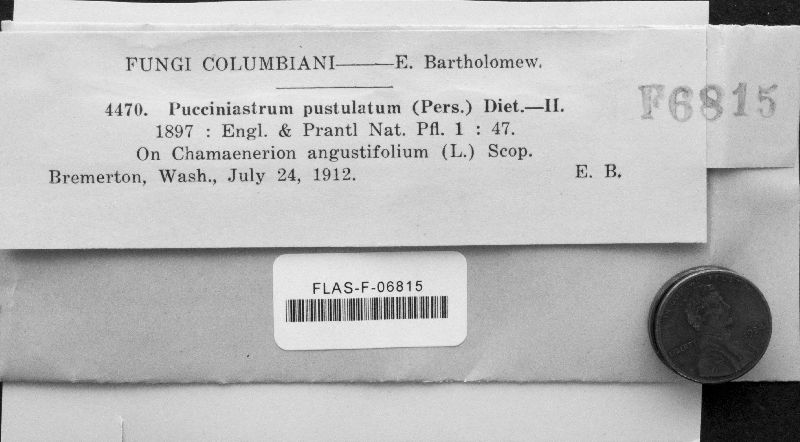 FUNGI COLUMBIANI——E. Bartholomew.
F6815
4470. Pucciniastrum pustulatum (Pers.) Diet.—II.
1897 : Engl. & Prantl Nat. Pfl. 1 : 47.
On Chamaenerion angustifolium (L.) Scop.
Bremerton, Wash., July 24, 1912. E. B.
FLAS-F-06815